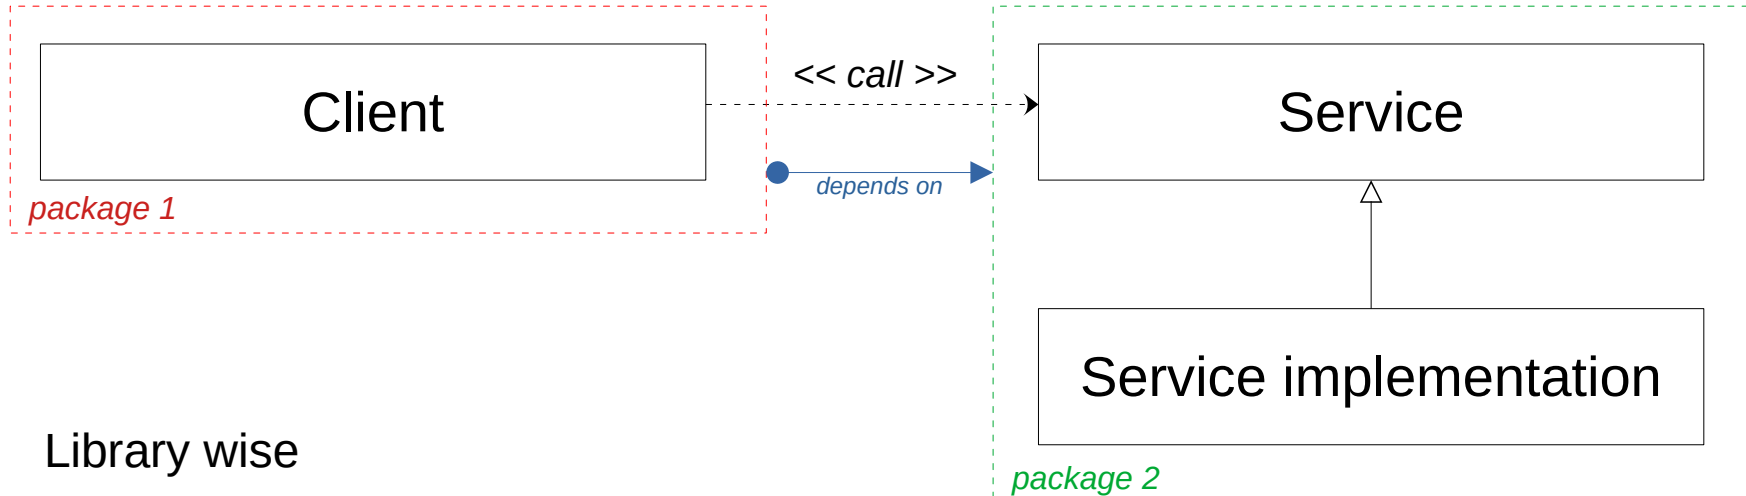 << call >>
Client
Service
depends on
package 1
Service implementation
Library wise
package 2